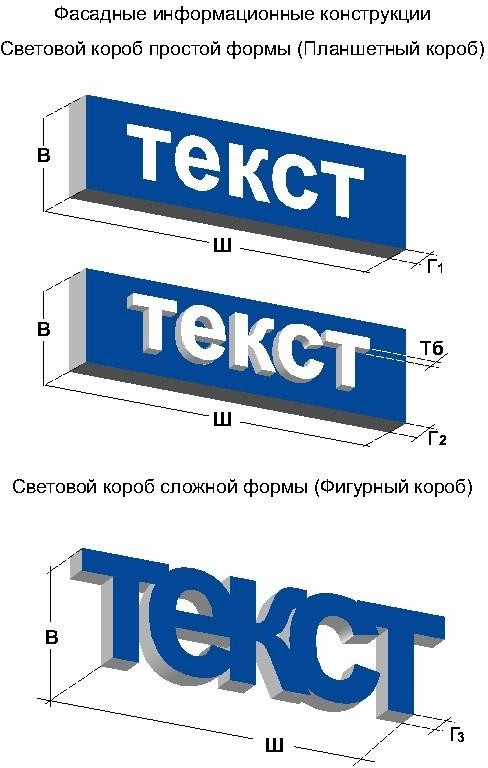 Фасадные информационные конструкции
Световой короб простой формы (Планшетный короб)
текст
В
Ш
Г1
текст
В
Тб
Ш
Г2
Световой короб сложной формы (Фигурный короб)
текст
В
Ш
Г3